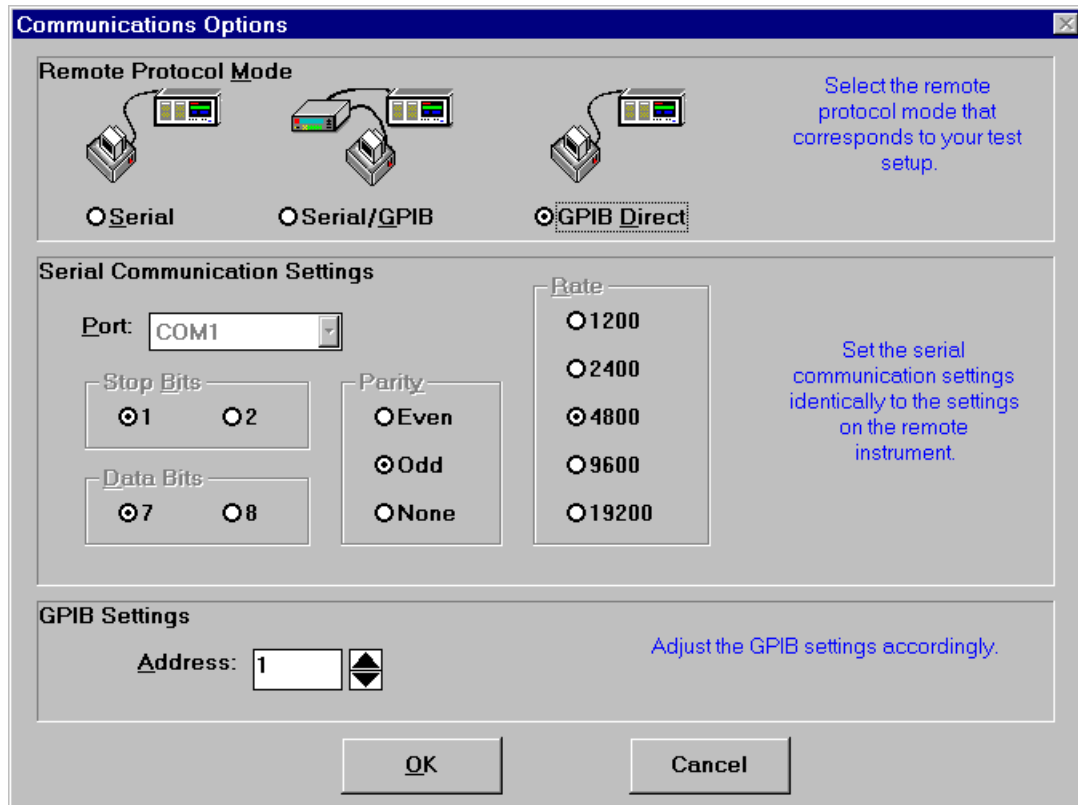 Communications Options
Remote Protocol Mode
Select the remote
protocol mode that
corresponds to your test
setup.
Serial
Serial/GPIB
GPIB Direct
Serial Communication Settings
Port:
COM1
Stop Bits
1
2
Data Bits
7
8
Parity
Even
Odd
None
Rate
1200
2400
4800
9600
19200
Set the serial
communication settings
identically to the settings
on the remote
instrument.
GPIB Settings
Address:
1
Adjust the GPIB settings accordingly.
OK
Cancel